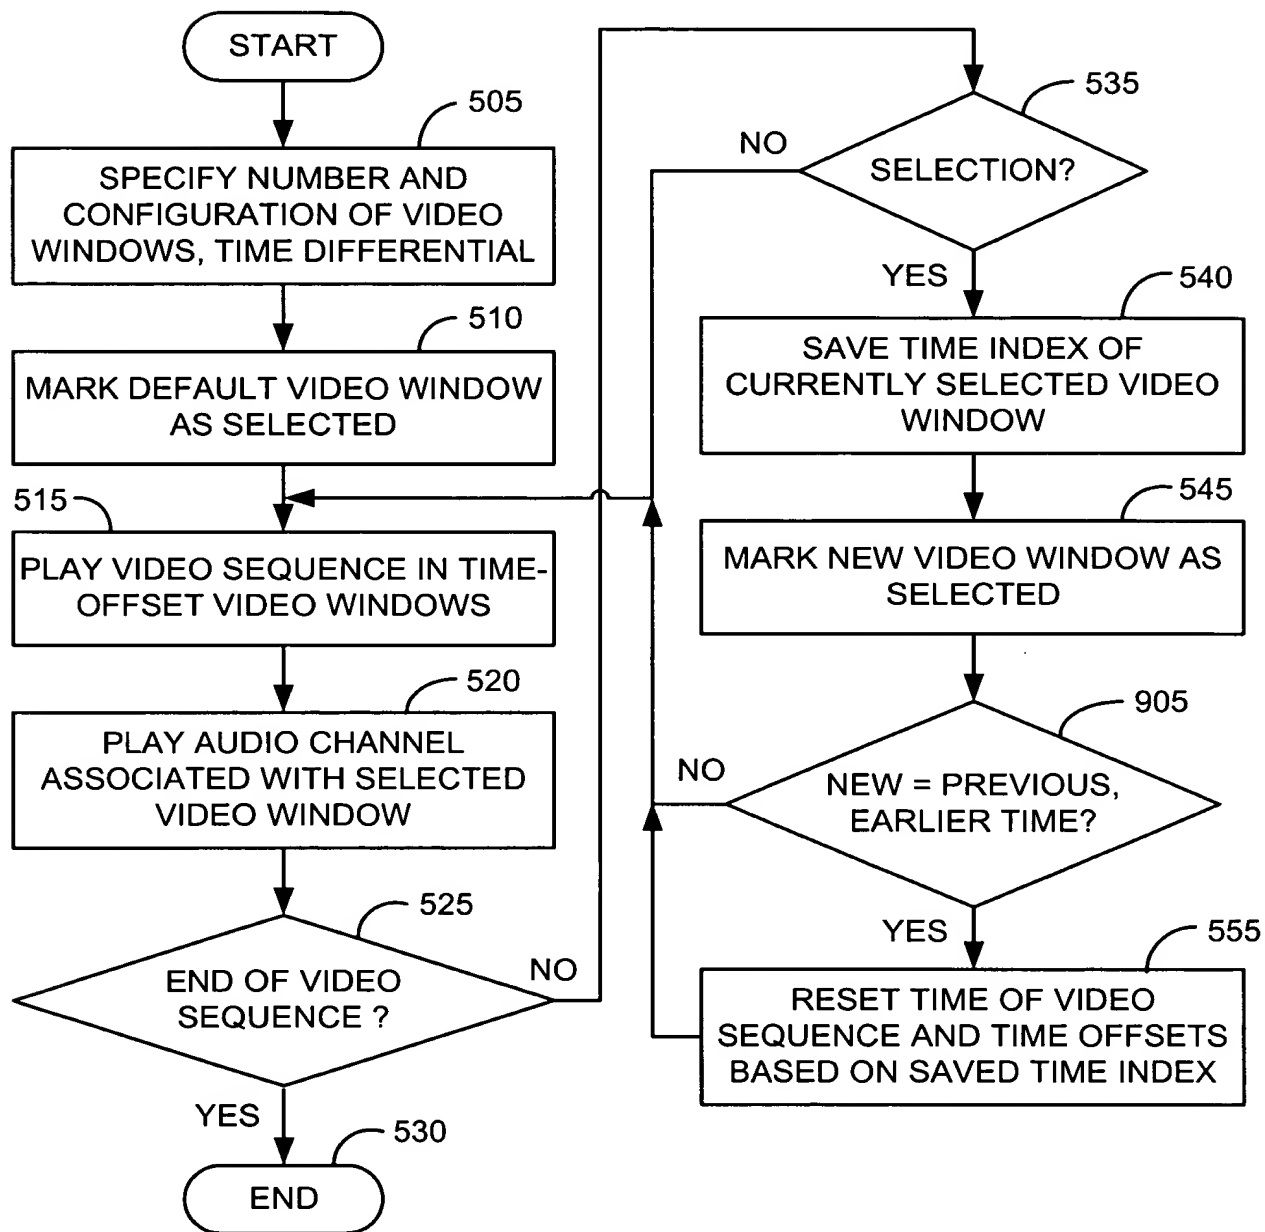 START
505
SPECIFY NUMBER AND
CONFIGURATION OF VIDEO
WINDOWS, TIME DIFFERENTIAL
510
MARK DEFAULT VIDEO WINDOW
AS SELECTED
515
PLAY VIDEO SEQUENCE IN TIME-
OFFSET VIDEO WINDOWS
520
PLAY AUDIO CHANNEL
ASSOCIATED WITH SELECTED
VIDEO WINDOW
525
END OF VIDEO
SEQUENCE ?
NO
YES
530
END
535
SELECTION?
NO
YES
540
SAVE TIME INDEX OF
CURRENTLY SELECTED VIDEO
WINDOW
545
MARK NEW VIDEO WINDOW AS
SELECTED
905
NEW = PREVIOUS,
EARLIER TIME?
NO
YES
555
RESET TIME OF VIDEO
SEQUENCE AND TIME OFFSETS
BASED ON SAVED TIME INDEX